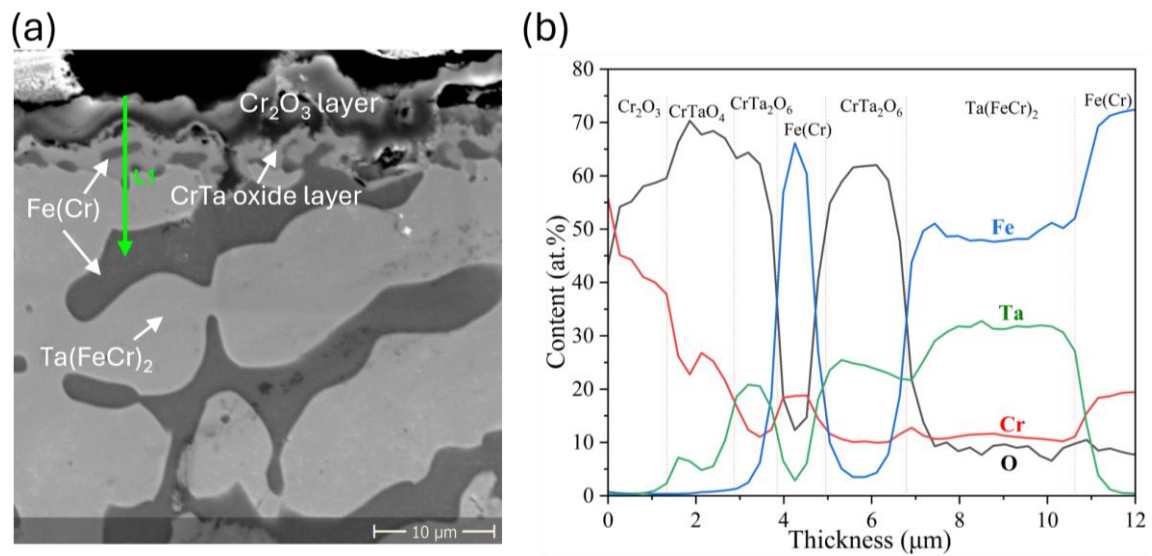 (a)
Cr₂O₃ layer
L1
Fe(Cr)
CrTa oxide layer
Ta(FeCr)₂
10 μm
(b)
80
70
60
50
40
30
20
10
0
Content (at.%)
Cr₂O₃
CrTaO₄
CrTa₂O₆
Fe(Cr)
CrTa₂O₆
Ta(FeCr)₂
Fe(Cr)
Fe
Ta
Cr
O
0 2 4 6 8 10 12
Thickness (μm)